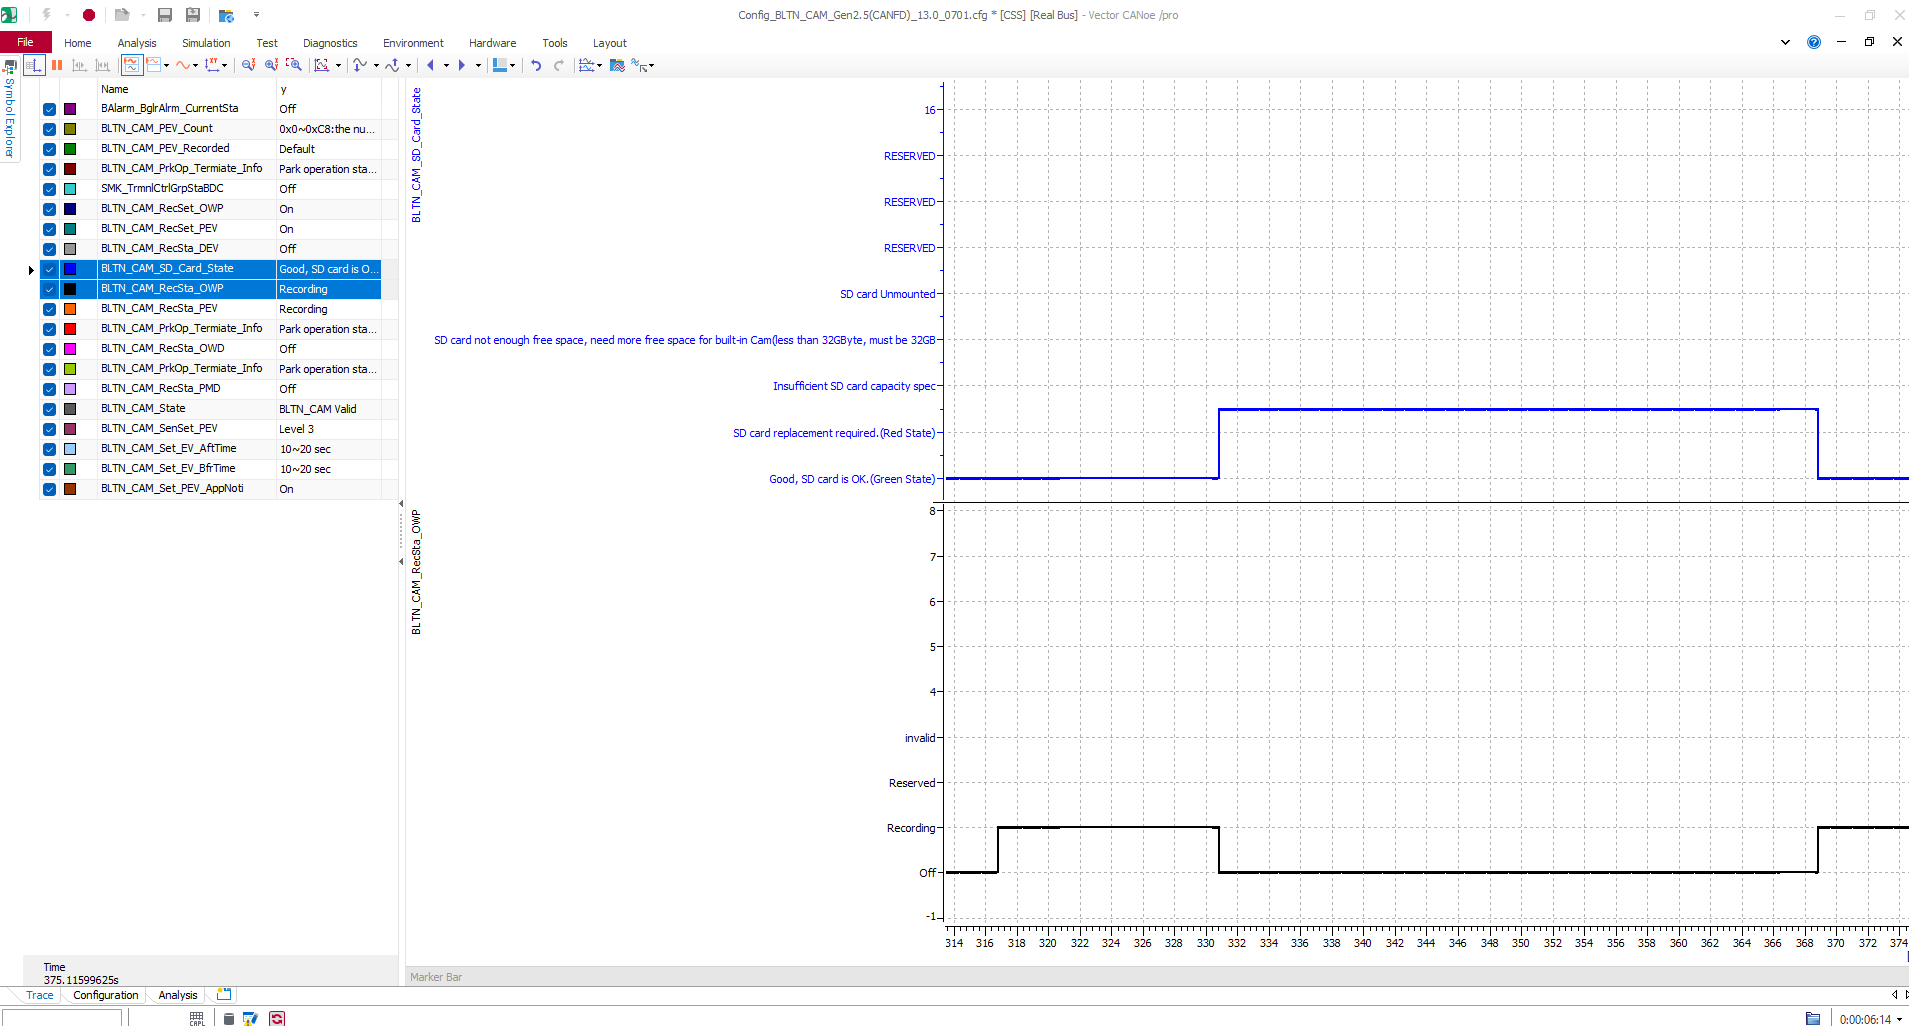 Config_BLTN_CAM_Gen2.5(CANFD)_13.0_0701.cfg * [CSS] [Real Bus] - Vector CANoe /pro
File Home Analysis Simulation Test Diagnostics Environment Hardware Tools Layout
Symbol Explorer
Name y
BAlarm_BglrAlrm_CurrentSta Off
BLTN_CAM_PEV_Count 0x0~0xC8:the nu...
BLTN_CAM_PEV_Recorded Default
BLTN_CAM_PrkOp_Termiate_Info Park operation sta...
SMK_TrmnlCtrlGrpStaBDC Off
BLTN_CAM_RecSet_OWP On
BLTN_CAM_RecSet_PEV On
BLTN_CAM_RecSta_DEV Off
BLTN_CAM_SD_Card_State Good, SD card is O...
BLTN_CAM_RecSta_OWP Recording
BLTN_CAM_RecSta_PEV Recording
BLTN_CAM_PrkOp_Termiate_Info Park operation sta...
BLTN_CAM_RecSta_OWD Off
BLTN_CAM_PrkOp_Termiate_Info Park operation sta...
BLTN_CAM_RecSta_PMD Off
BLTN_CAM_State BLTN_CAM Valid
BLTN_CAM_SenSet_PEV Level 3
BLTN_CAM_Set_EV_AftTime 10~20 sec
BLTN_CAM_Set_EV_BfrTime 10~20 sec
BLTN_CAM_Set_PEV_AppNoti On
BLTN_CAM_SD_Card_State
16
RESERVED
RESERVED
RESERVED
SD card Unmounted
SD card not enough free space, need more free space for built-in Cam(less than 32GByte, must be 32GB
Insufficient SD card capacity spec
SD card replacement required.(Red State)
Good, SD card is OK.(Green State)
BLTN_CAM_RecSta_OWP
8
7
6
5
4
invalid
Reserved
Recording
Off
-1
314 316 318 320 322 324 326 328 330 332 334 336 338 340 342 344 346 348 350 352 354 356 358 360 362 364 366 368 370 372 374
Time
375.11599625s
Marker Bar
Trace Configuration Analysis
CAPL
0:00:06:14